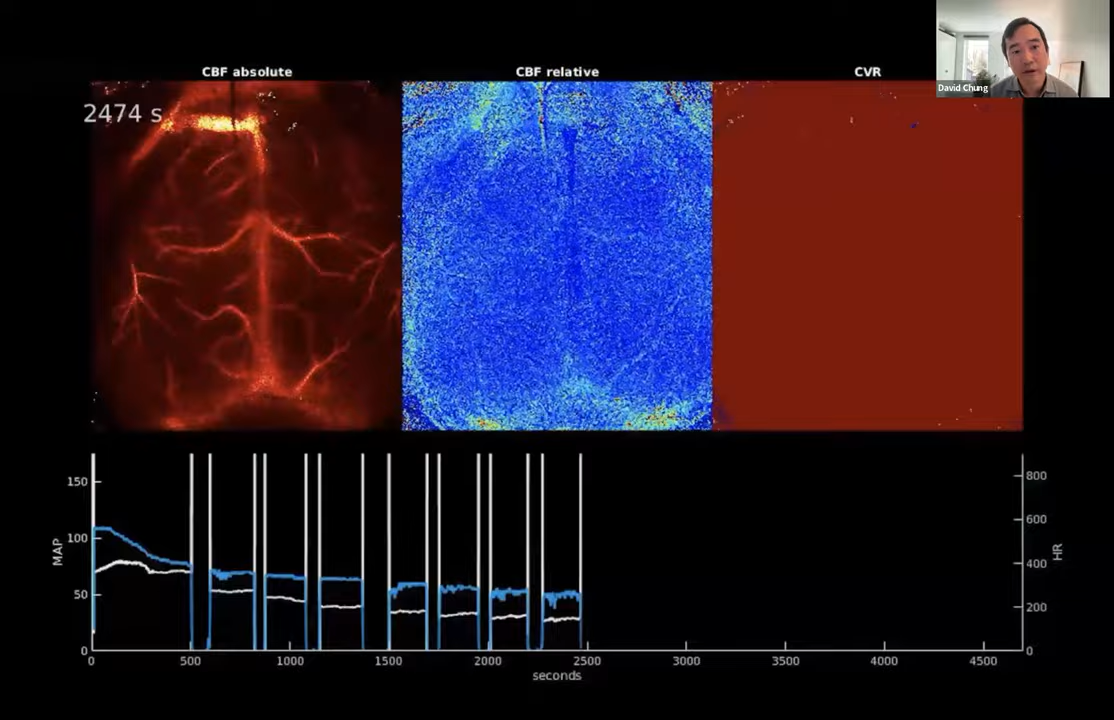 CBF absolute
CBF relative
CVR
David Chung
2474 s
150
100
50
0
MAP
800
600
400
200
0
HR
0 500 1000 1500 2000 2500 3000 3500 4000 4500
seconds